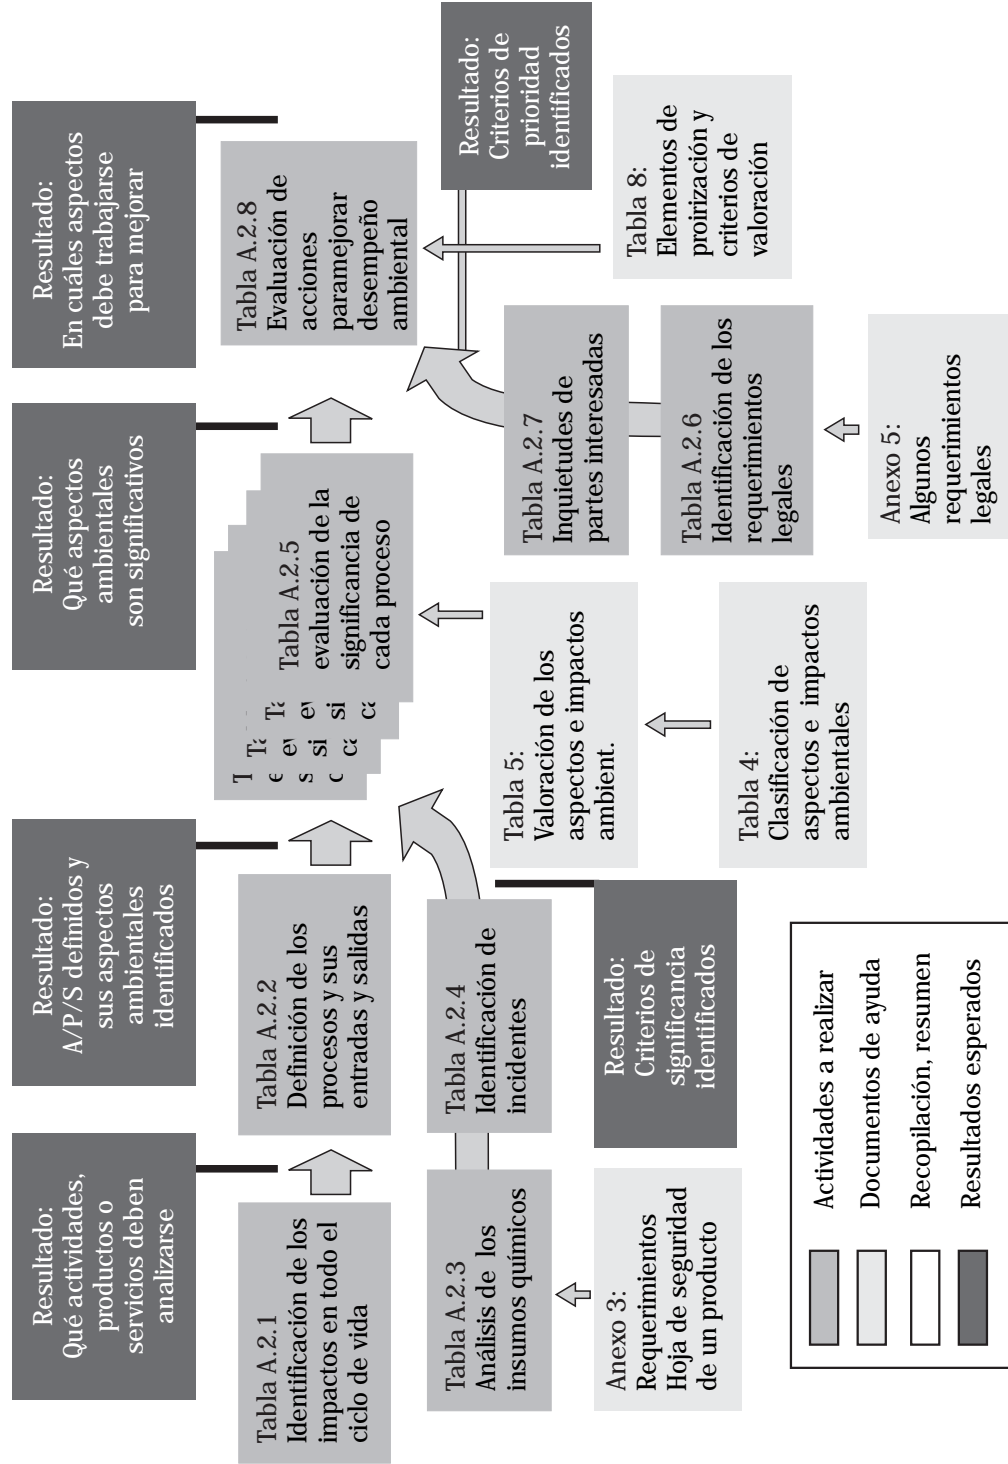 Resultado:
Qué actividades,
productos o
servicios deben
analizarse
Resultado:
A/P/S definidos y
sus aspectos
ambientales
identificados
Resultado:
Qué aspectos
ambientales
son significativos
Resultado:
En cuáles aspectos
debe trabajarse
para mejorar
Tabla A.2.1
Identificación de los
impactos en todo el
ciclo de vida
Tabla A.2.2
Definición de los
procesos y sus
entradas y salidas
Tabla A.2.5
evaluación de la
significancia de
cada proceso
Tabla A.2.8
Evaluación de
acciones
paramejorar
desempeño
ambiental
Tabla A.2.3
Análisis de los
insumos químicos
Tabla A.2.4
Identificación de
incidentes
Resultado:
Criterios de
prioridad
identificados
Tabla 5:
Valoración de los
aspectos e impactos
ambient.
Tabla A.2.7
Inquietudes de
partes interesadas
Anexo 3:
Requerimientos
Hoja de seguridad
de un producto
Resultado:
Criterios de
significancia
identificados
Tabla 8:
Elementos de
proirización y
criterios de
valoración
Tabla A.2.6
Identificación de los
requerimientos
legales
Tabla 4:
Clasificación de
aspectos e impactos
ambientales
Anexo 5:
Algunos
requerimientos
legales
Actividades a realizar
Documentos de ayuda
Recopilación, resumen
Resultados esperados